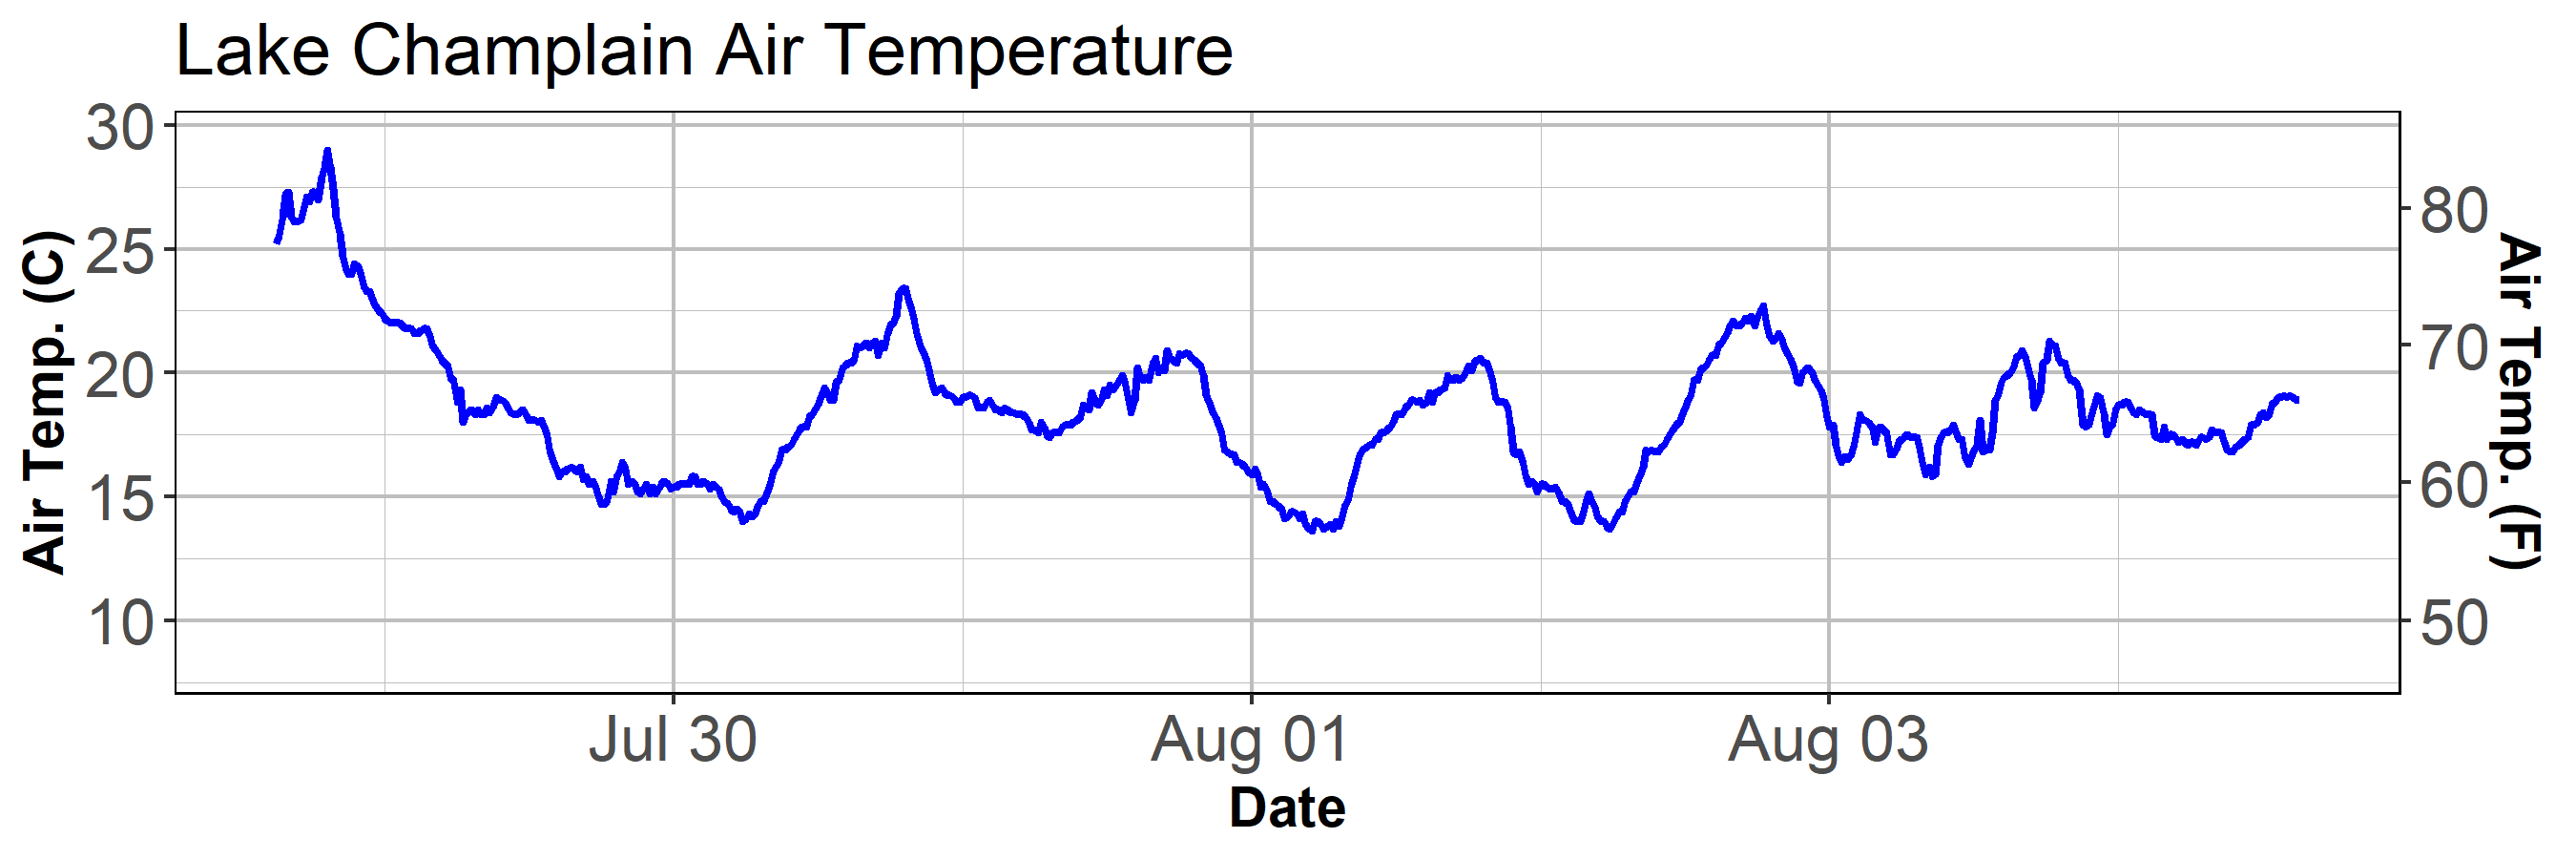 Lake Champlain Air Temperature
Air Temp. (C)
30
25
20
15
10
80
70
60
50
Air Temp. (F)
Jul 30 Aug 01 Aug 03
Date